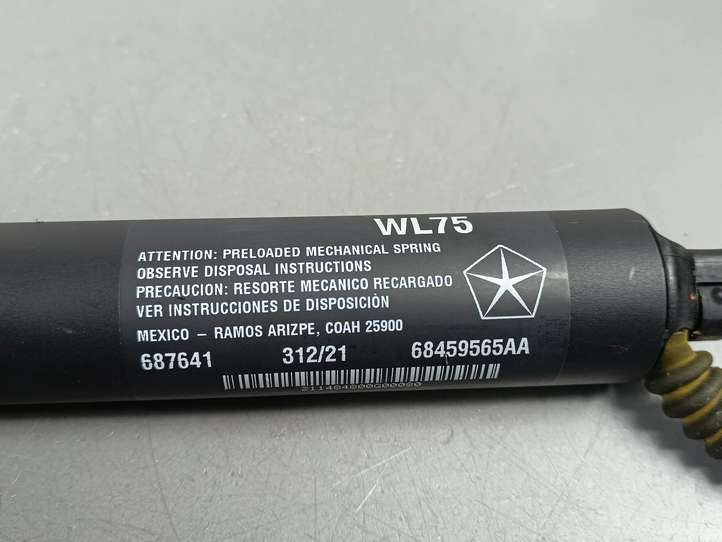 WL75
ATTENTION: PRELOADED MECHANICAL SPRING
OBSERVE DISPOSAL INSTRUCTIONS
PRECAUCION: RESORTE MECANICO RECARGADO
VER INSTRUCCIONES DE DISPOSICIÒN
MEXICO – RAMOS ARIZPE, COAH 25900
687641 312/21 68459565AA